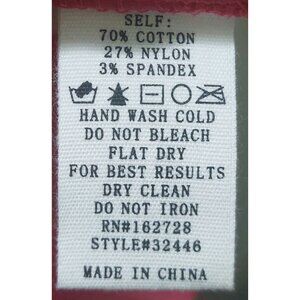 SELF:
70% COTTON
27% NYLON
3% SPANDEX
HAND WASH COLD
DO NOT BLEACH
FLAT DRY
FOR BEST RESULTS
DRY CLEAN
DO NOT IRON
RN#162728
STYLE#32446
MADE IN CHINA